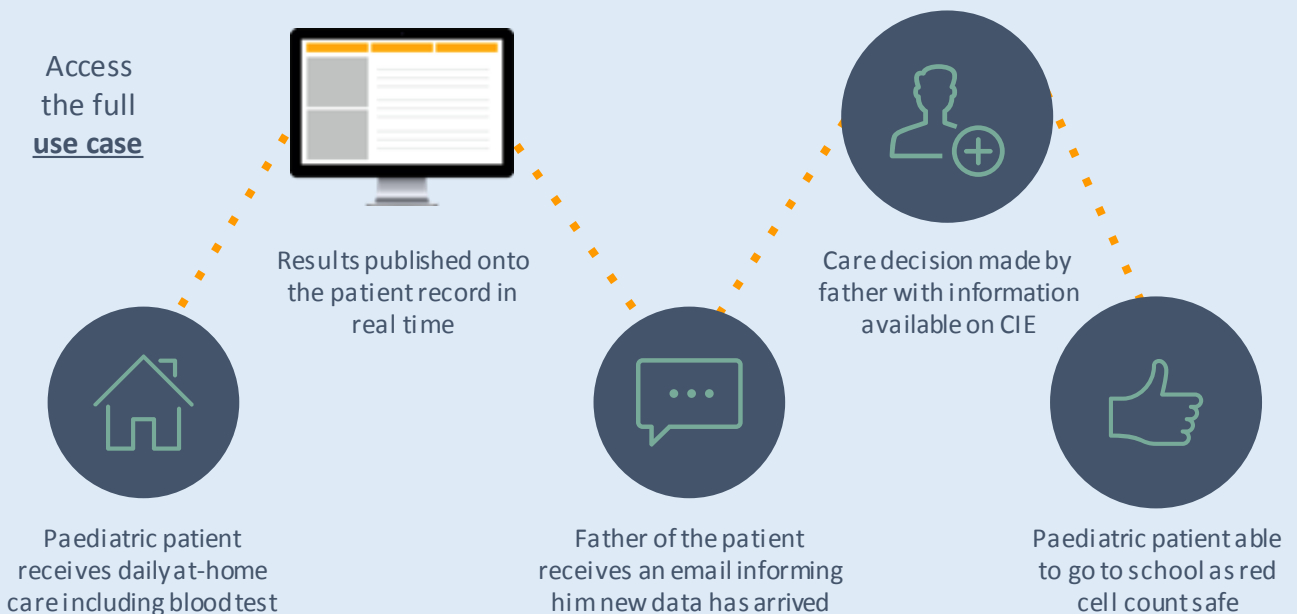 Access
the full
use case
Results published onto
the patient record in
real time
Care decision made by
father with information
available on CIE
Paediatric patient
receives daily at-home
care including blood test
Father of the patient
receives an email informing
him new data has arrived
Paediatric patient able
to go to school as red
cell count safe